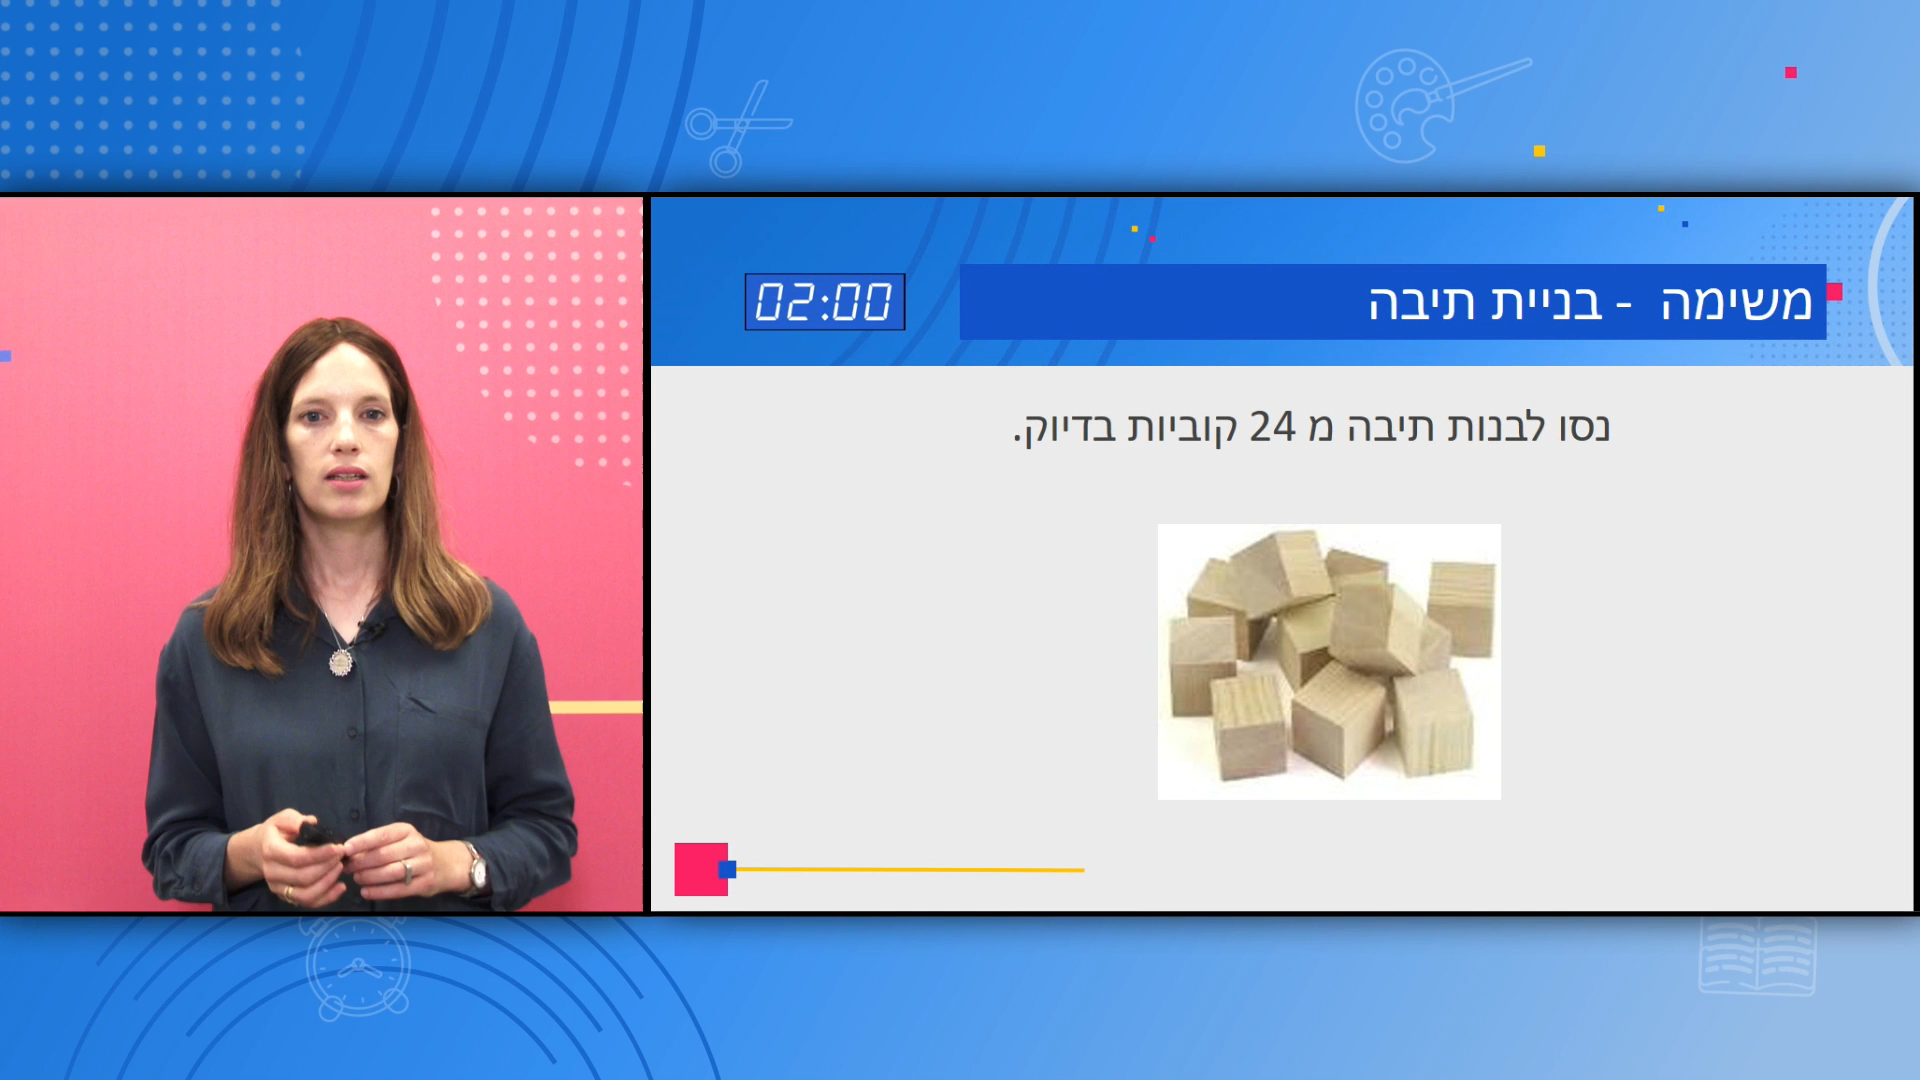 משימה - בניית תיבה
02:00
נסו לבנות תיבה מ 24 קוביות בדיוק.